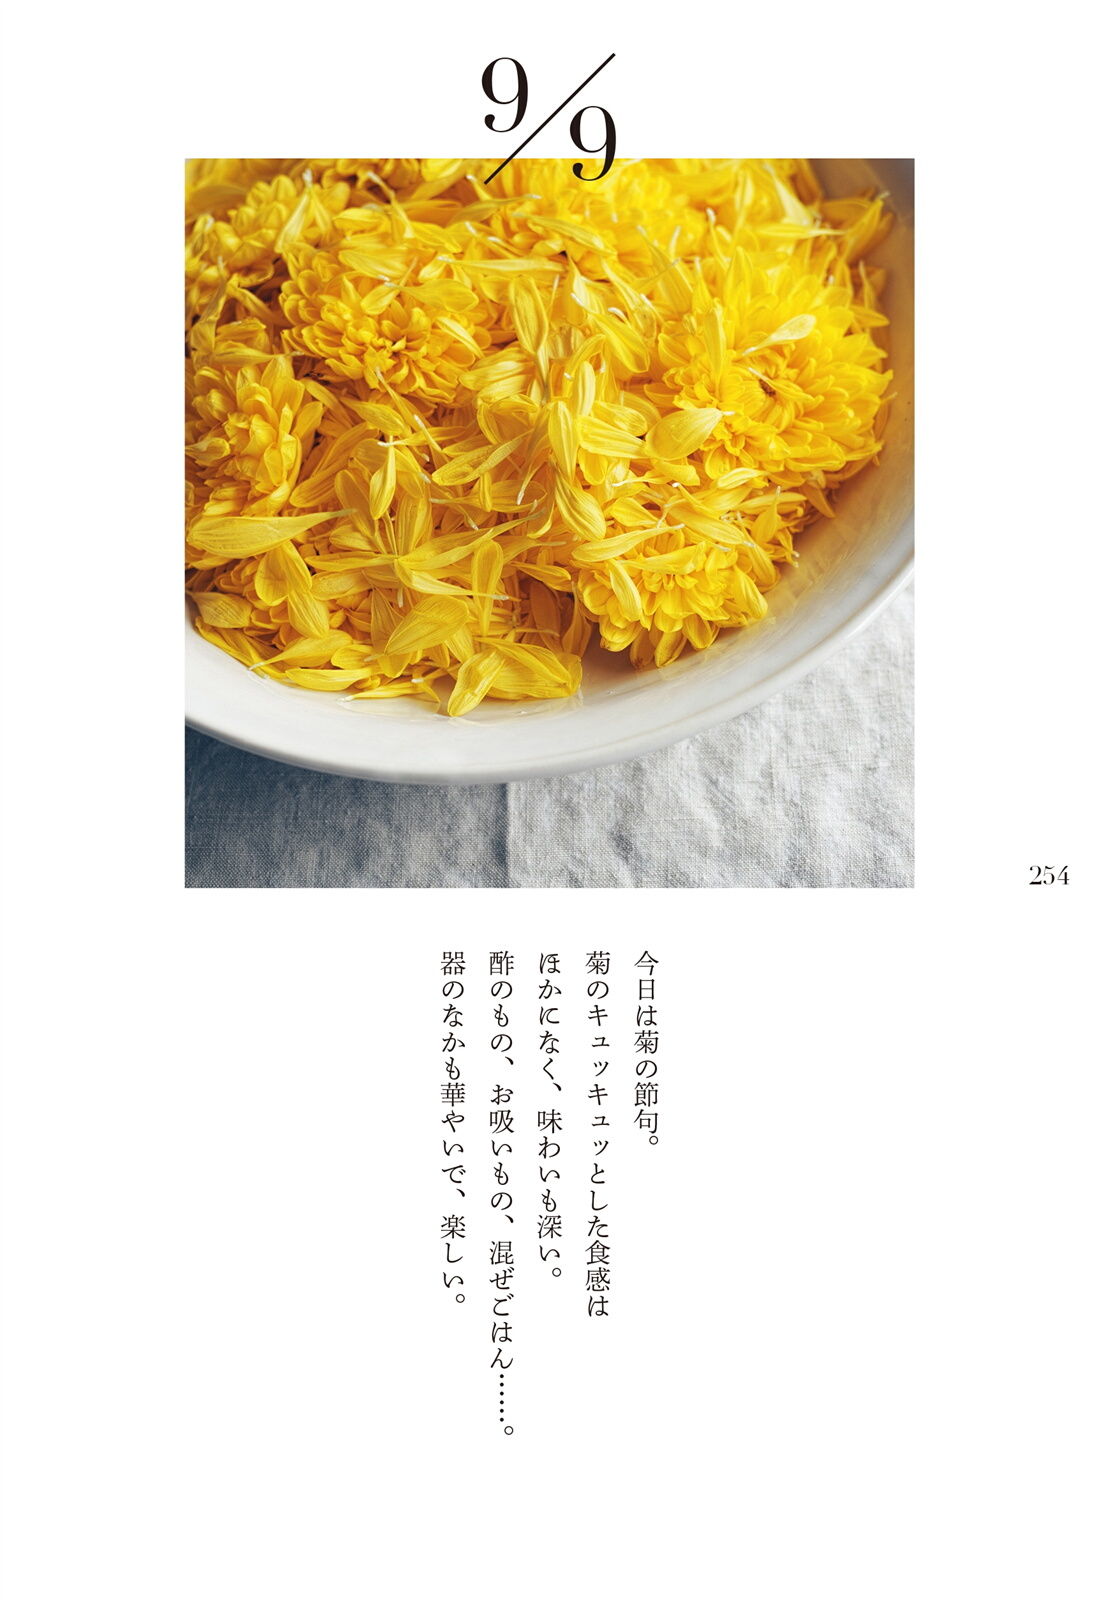 9/9
254
今日は菊の節句。
菊のキュッキュッとした食感は
ほかになく、味わいも深い。
酢のもの、お吸いもの、混ぜごはん……。
器のなかも華やいで、楽しい。